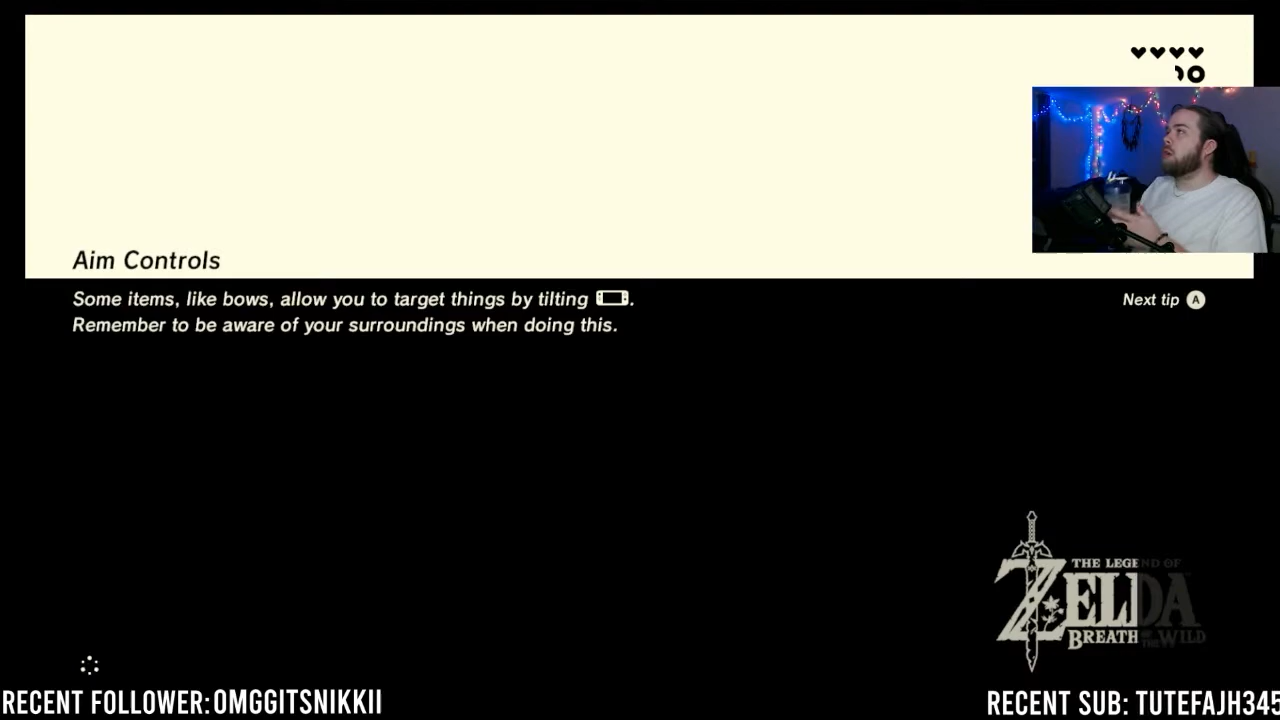 Aim Controls
Some items, like bows, allow you to target things by tilting .
Remember to be aware of your surroundings when doing this.
Next tip A
THE LEGEND OF
ZELDA
BREATH OF THE WILD
RECENT FOLLOWER: OMGGITSNIKKII
RECENT SUB: TUTEFAJH345